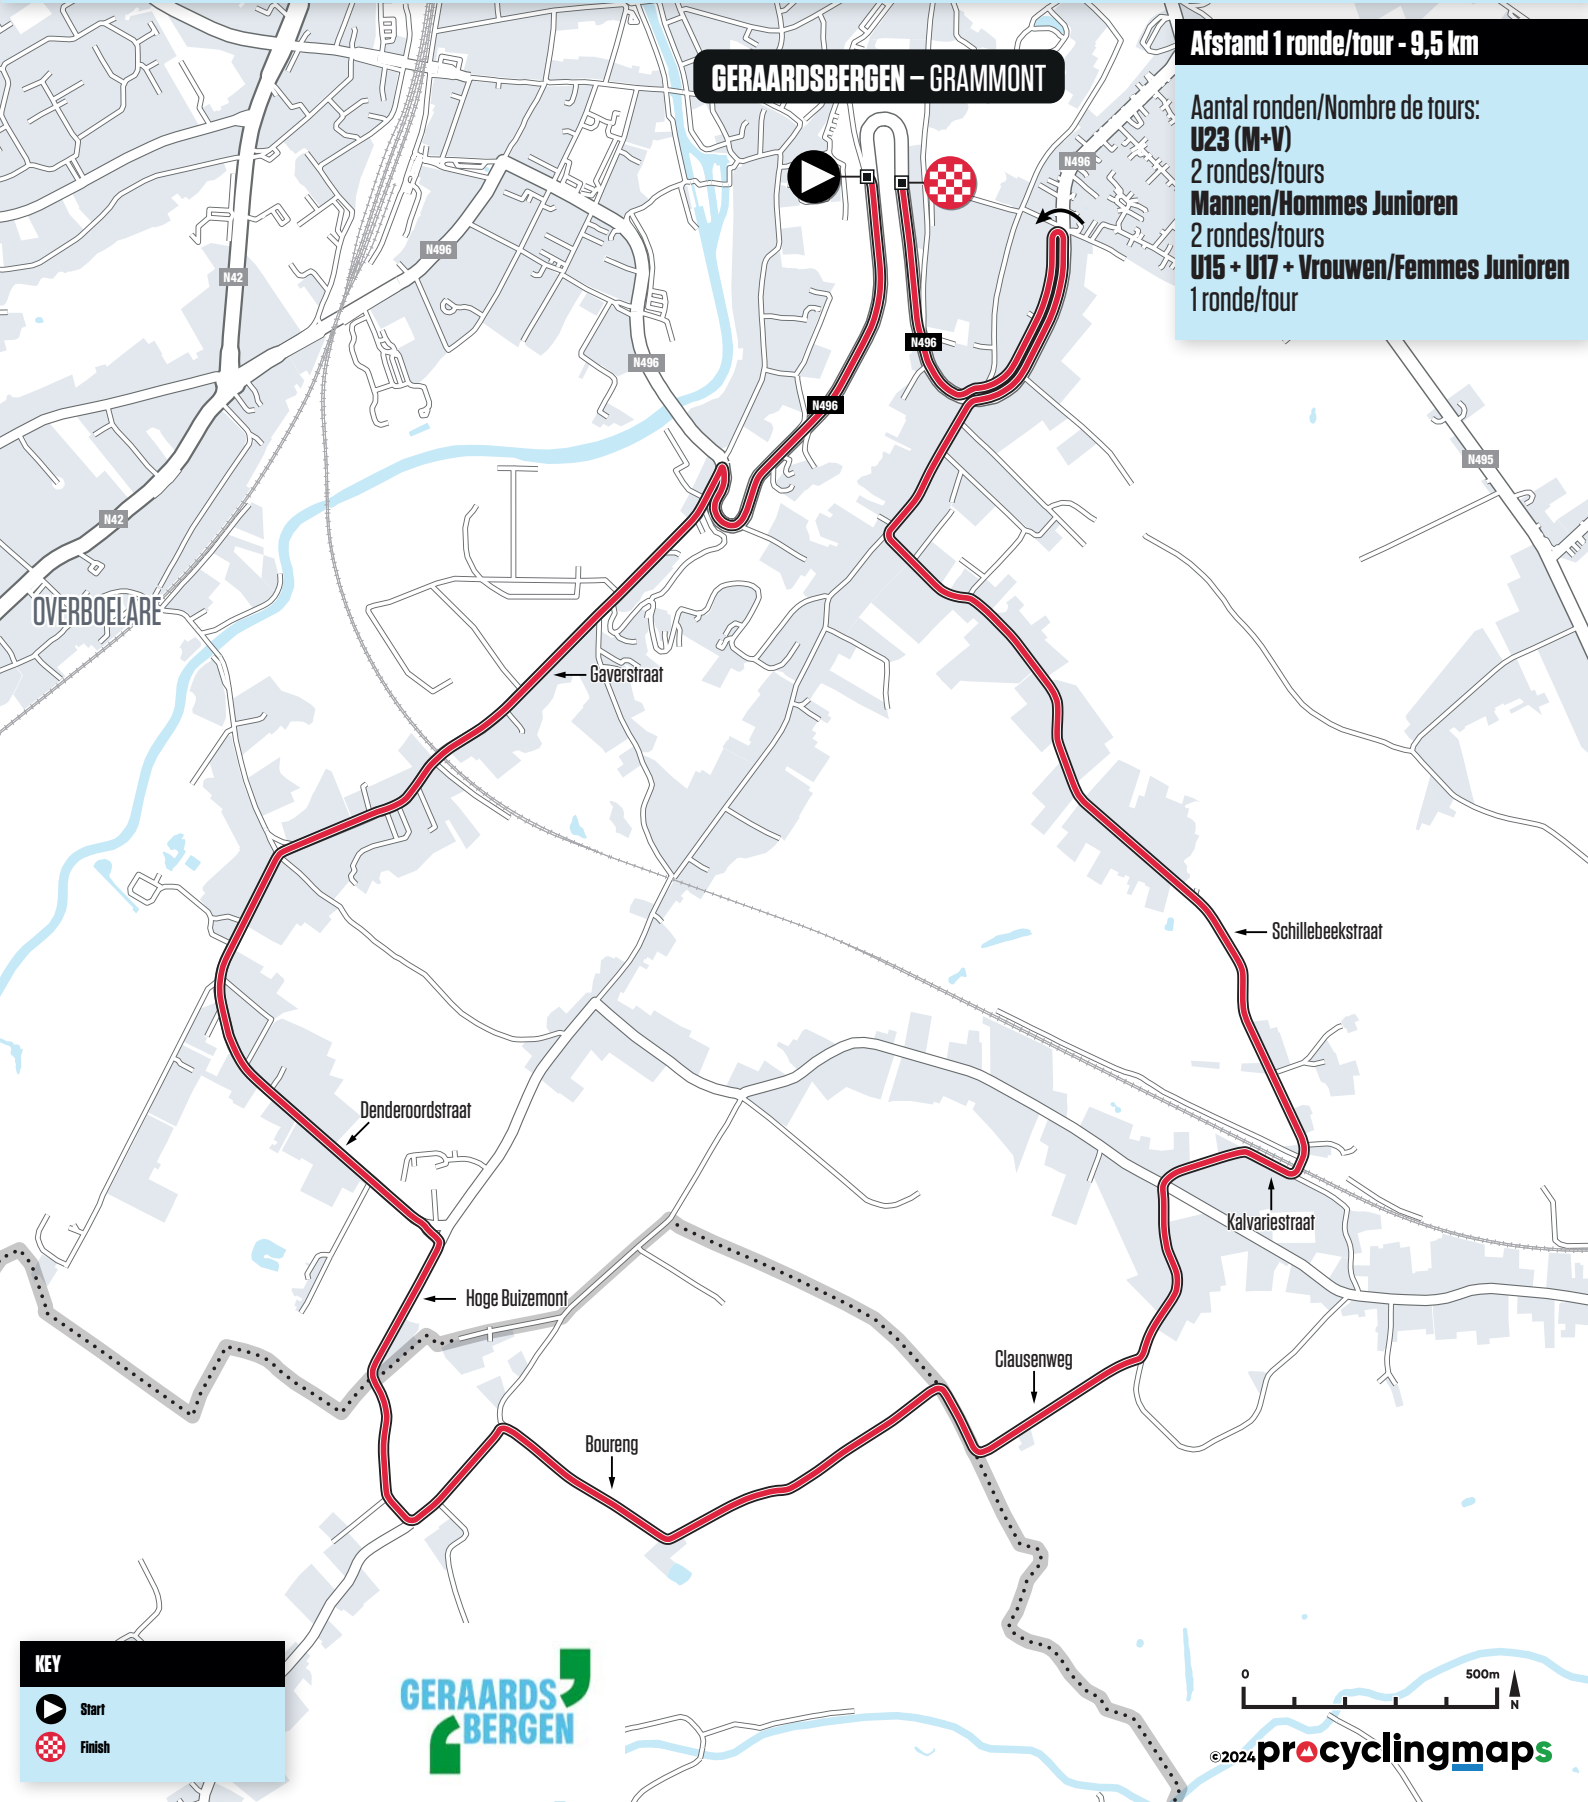 GERAARDSBERGEN – GRAMMONT
Afstand 1 ronde/tour - 9,5 km
Aantal ronden/Nombre de tours:
U23 (M+V)
2 rondes/tours
Mannen/Hommes Junioren
2 rondes/tours
U15 + U17 + Vrouwen/Femmes Junioren
1 ronde/tour
N496
N496
N42
N496
N496
N496
N495
N42
OVERBOELARE
Gaverstraat
Schillebeekstraat
Denderoordstraat
Kalvariestraat
Hoge Buizemont
Clausenweg
Boureng
KEY
Start
Finish
GERAARDS
BERGEN
0 500m
N
©2024 procyclingmaps